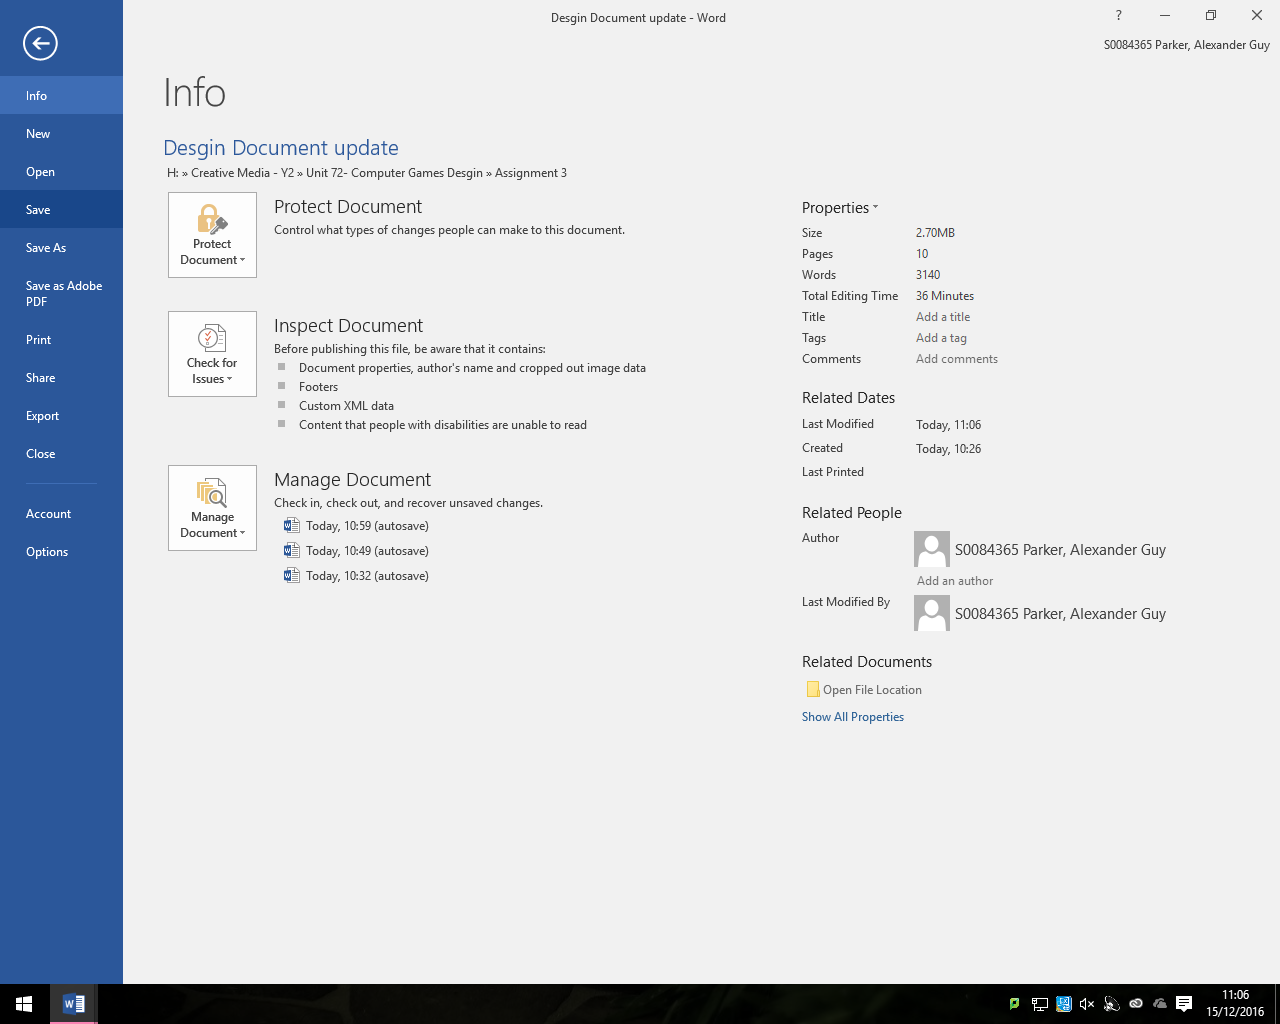 Desgin Document update - Word
?
S0084365 Parker, Alexander Guy
Info
New
Open
Save
Save As
Save as Adobe
PDF
Print
Share
Export
Close
Account
Options
Info
Desgin Document update
H: » Creative Media - Y2 » Unit 72- Computer Games Desgin » Assignment 3
Protect
Document
Protect Document
Control what types of changes people can make to this document.
Check for
Issues
Inspect Document
Before publishing this file, be aware that it contains:
Document properties, author's name and cropped out image data
Footers
Custom XML data
Content that people with disabilities are unable to read
Manage
Document
Manage Document
Check in, check out, and recover unsaved changes.
Today, 10:59 (autosave)
Today, 10:49 (autosave)
Today, 10:32 (autosave)
Properties
Size 2.70MB
Pages 10
Words 3140
Total Editing Time 36 Minutes
Title Add a title
Tags Add a tag
Comments Add comments
Related Dates
Last Modified Today, 11:06
Created Today, 10:26
Last Printed
Related People
Author S0084365 Parker, Alexander Guy
Add an author
Last Modified By S0084365 Parker, Alexander Guy
Related Documents
Open File Location
Show All Properties
W
11:06
15/12/2016